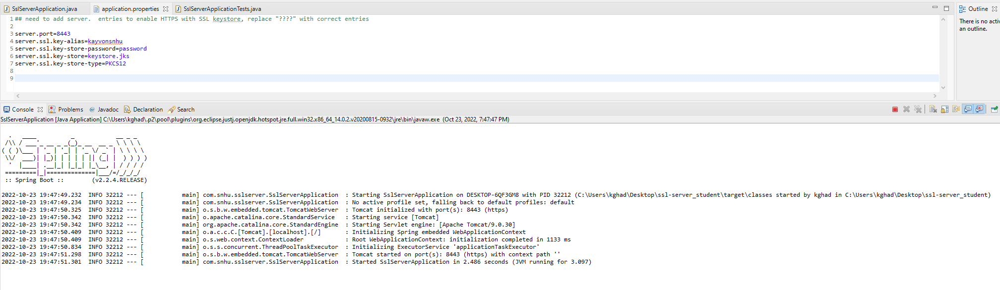 SslServerApplication.java application.properties SslServerApplicationTests.java
Outline
1 ## need to add server.  entries to enable HTTPS with SSL keystore, replace "????" with correct entries
There is no activ
an outline.
2
3 server.port=8443
4 server.ssl.key-alias=kayvonsnhu
5 server.ssl.key-store-password=password
6 server.ssl.key-store=keystore.jks
7 server.ssl.key-store-type=PKCS12
8
9
Console Problems @ Javadoc Declaration Search
SslServerApplication [Java Application] C:\Users\kghad\.p2\pool\plugins\org.eclipse.justj.openjdk.hotspot.jre.full.win32.x86_64_14.0.2.v20200815-0932\jre\bin\javaw.exe (Oct 23, 2022, 7:47:47 PM)
  .   ____          _            __ _ _
 /\\ / ___'_ __ _ _(_)_ __  __ _ \ \ \ \
( ( )\___ | '_ | '_| | '_ \/ _` | \ \ \ \
 \\/  ___)| |_)| | | | | || (_| |  ) ) ) )
  '  |____| .__|_| |_|_| |_\__, | / / / /
 =========|_|==============|___/=/_/_/_/
 :: Spring Boot ::        (v2.2.4.RELEASE)
2022-10-23 19:47:49.232  INFO 32212 --- [           main] com.snhu.sslserver.SslServerApplication  : Starting SslServerApplication on DESKTOP-6QF3GM8 with PID 32212 (C:\Users\kghad\Desktop\ssl-server_student\target\classes started by kghad in C:\Users\kghad\Desktop\ssl-server_student)
2022-10-23 19:47:49.234  INFO 32212 --- [           main] com.snhu.sslserver.SslServerApplication  : No active profile set, falling back to default profiles: default
2022-10-23 19:47:50.325  INFO 32212 --- [           main] o.s.b.w.embedded.tomcat.TomcatWebServer  : Tomcat initialized with port(s): 8443 (https)
2022-10-23 19:47:50.342  INFO 32212 --- [           main] o.apache.catalina.core.StandardService   : Starting service [Tomcat]
2022-10-23 19:47:50.342  INFO 32212 --- [           main] org.apache.catalina.core.StandardEngine  : Starting Servlet engine: [Apache Tomcat/9.0.30]
2022-10-23 19:47:50.409  INFO 32212 --- [           main] o.a.c.c.C.[Tomcat].[localhost].[/]       : Initializing Spring embedded WebApplicationContext
2022-10-23 19:47:50.409  INFO 32212 --- [           main] o.s.web.context.ContextLoader            : Root WebApplicationContext: initialization completed in 1133 ms
2022-10-23 19:47:50.834  INFO 32212 --- [           main] o.s.s.concurrent.ThreadPoolTaskExecutor  : Initializing ExecutorService 'applicationTaskExecutor'
2022-10-23 19:47:51.298  INFO 32212 --- [           main] o.s.b.w.embedded.tomcat.TomcatWebServer  : Tomcat started on port(s): 8443 (https) with context path ''
2022-10-23 19:47:51.301  INFO 32212 --- [           main] com.snhu.sslserver.SslServerApplication  : Started SslServerApplication in 2.486 seconds (JVM running for 3.097)